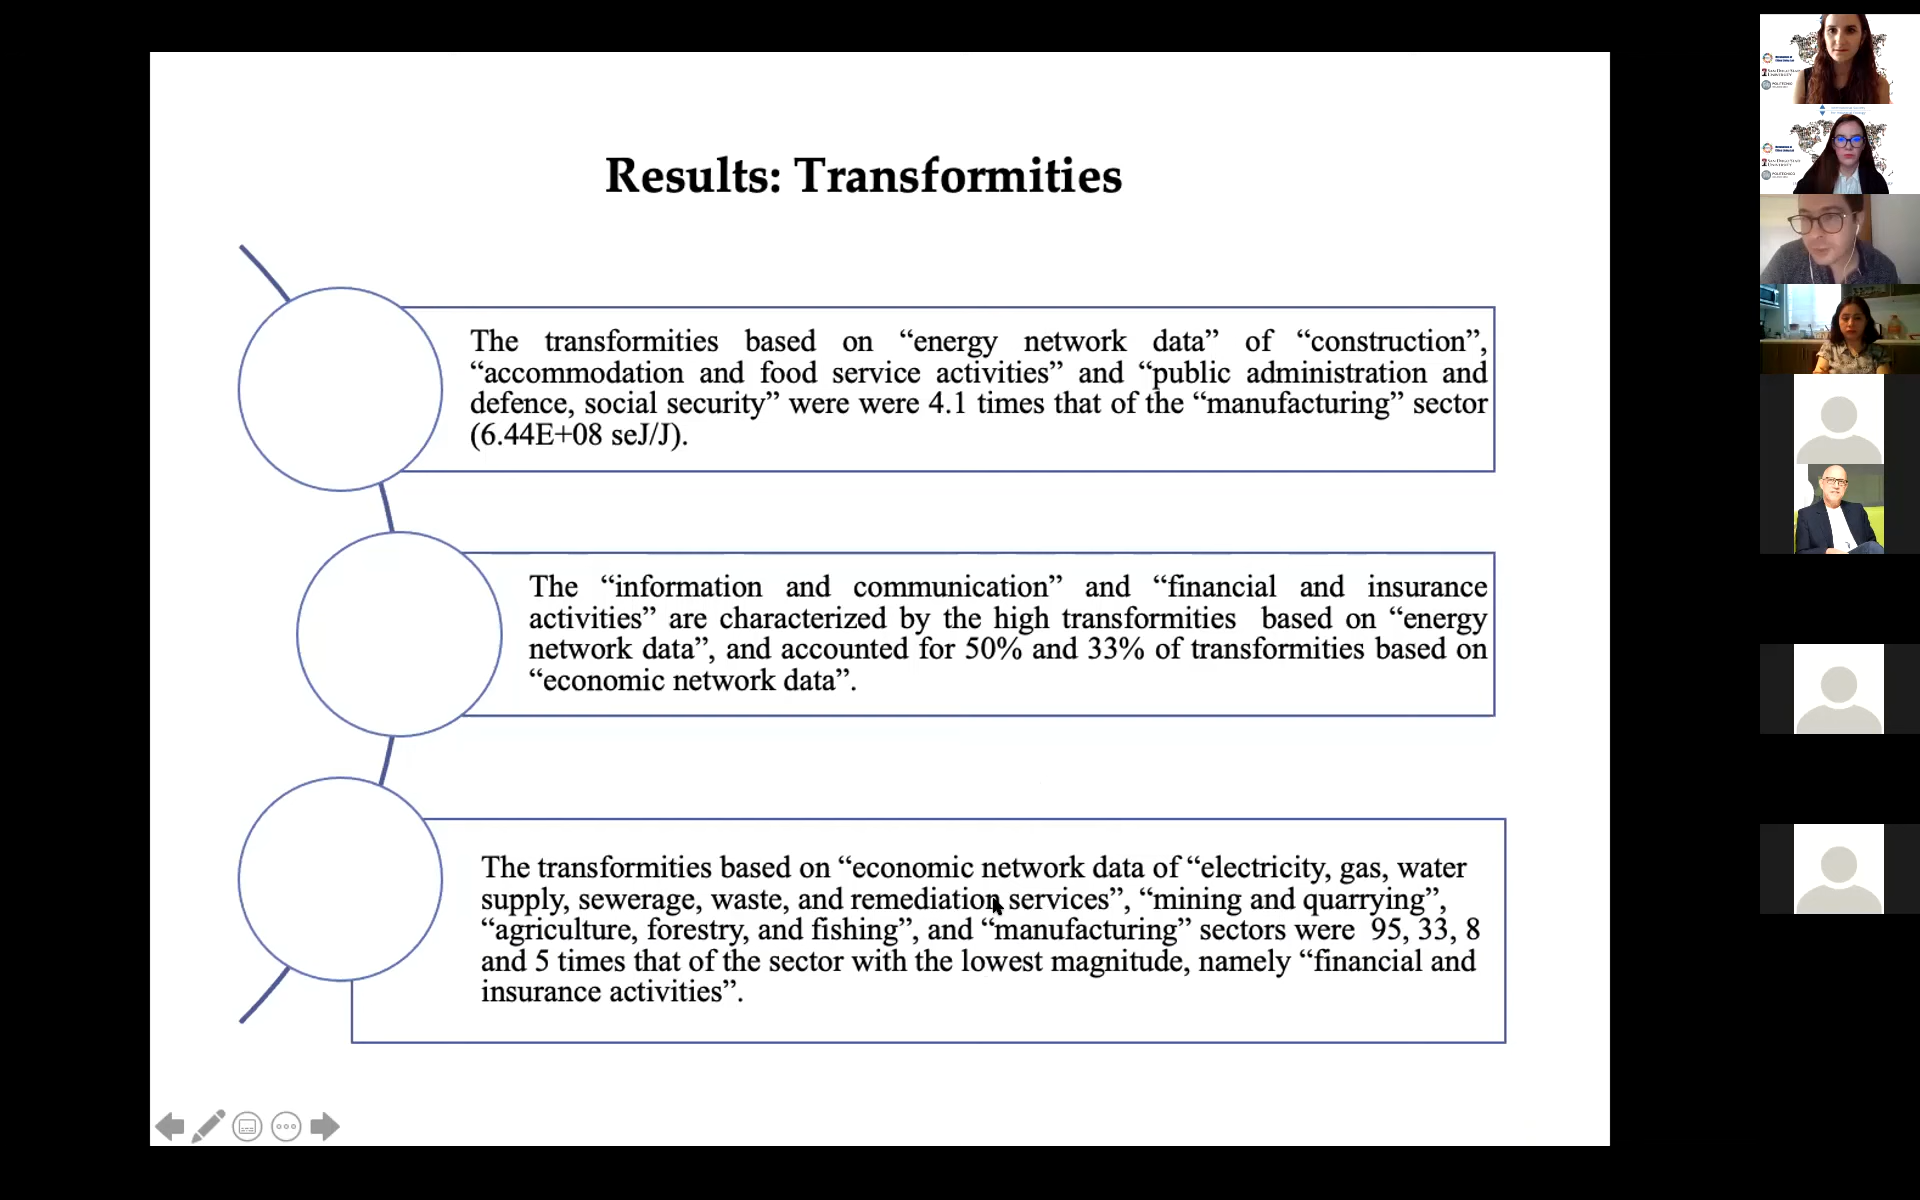 Results: Transformities
The transformities based on “energy network data” of “construction”,
“accommodation and food service activities” and “public administration and
defence, social security” were were 4.1 times that of the “manufacturing” sector
(6.44E+08 seJ/J).
The “information and communication” and “financial and insurance
activities” are characterized by the high transformities based on “energy
network data”, and accounted for 50% and 33% of transformities based on
“economic network data”.
The transformities based on “economic network data of “electricity, gas, water
supply, sewerage, waste, and remediation services”, “mining and quarrying”,
“agriculture, forestry, and fishing”, and “manufacturing” sectors were 95, 33, 8
and 5 times that of the sector with the lowest magnitude, namely “financial and
insurance activities”.